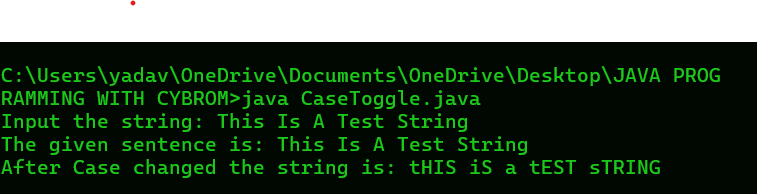 C:\Users\yadav\OneDrive\Documents\OneDrive\Desktop\JAVA PROG
RAMMING WITH CYBROM>java CaseToggle.java
Input the string: This Is A Test String
The given sentence is: This Is A Test String
After Case changed the string is: tHIS iS a tEST sTRING